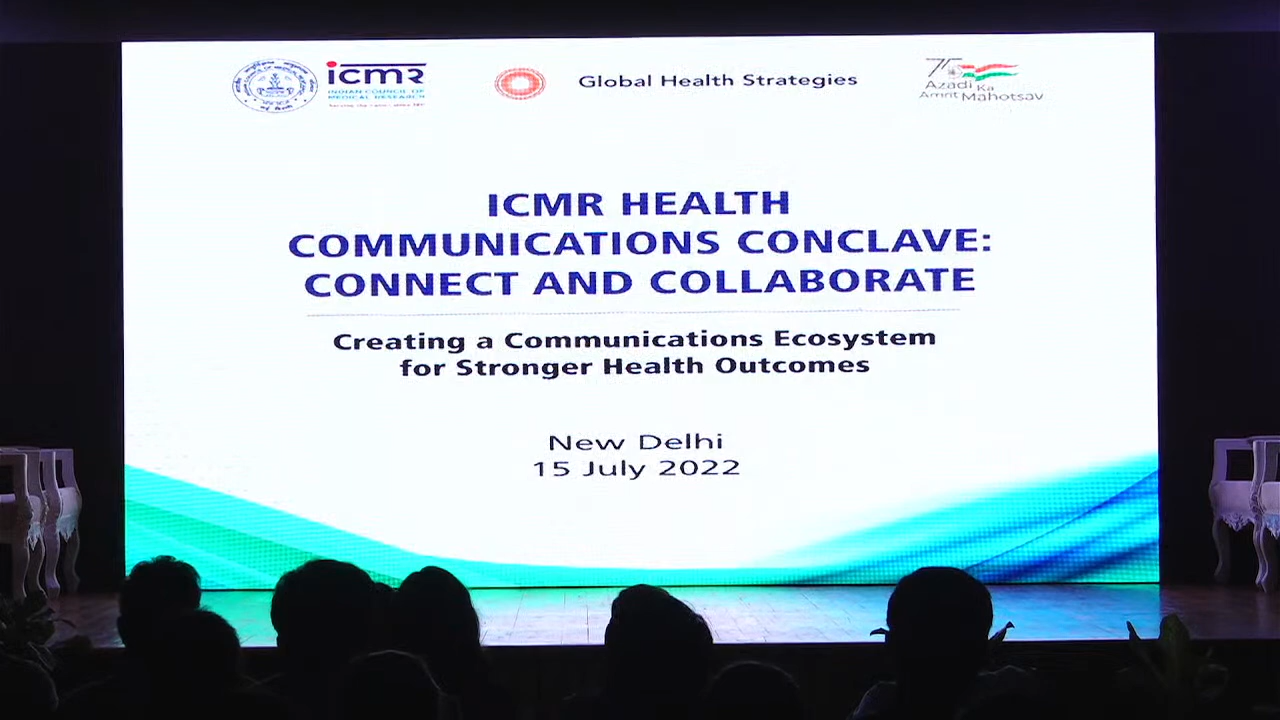 icmr
INDIAN COUNCIL OF
MEDICAL RESEARCH
Global Health Strategies
75
Azadi Ka
Amrit Mahotsav
ICMR HEALTH
COMMUNICATIONS CONCLAVE:
CONNECT AND COLLABORATE
Creating a Communications Ecosystem
for Stronger Health Outcomes
New Delhi
15 July 2022